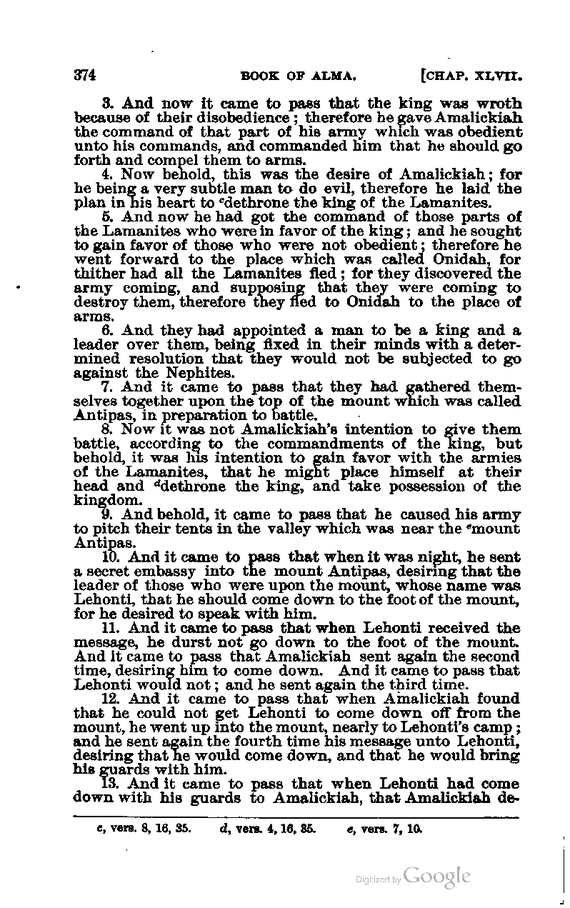 374 BOOK OF ALMA. [CHAP. XLVII.
3. And now it came to pass that the king was wroth
because of their disobedience; therefore he gave Amalickiah
the command of that part of his army which was obedient
unto his commands, and commanded him that he should go
forth and compel them to arms.
4. Now behold, this was the desire of Amalickiah; for
he being a very subtle man to do evil, therefore he laid the
plan in his heart to cdethrone the king of the Lamanites.
5. And now he had got the command of those parts of
the Lamanites who were in favor of the king; and he sought
to gain favor of those who were not obedient; therefore he
went forward to the place which was called Onidah, for
thither had all the Lamanites fled; for they discovered the
army coming, and supposing that they were coming to
destroy them, therefore they fled to Onidah to the place of
arms.
6. And they had appointed a man to be a king and a
leader over them, being fixed in their minds with a deter-
mined resolution that they would not be subjected to go
against the Nephites.
7. And it came to pass that they had gathered them-
selves together upon the top of the mount which was called
Antipas, in preparation to battle.
8. Now it was not Amalickiah's intention to give them
battle, according to the commandments of the king, but
behold, it was his intention to gain favor with the armies
of the Lamanites, that he might place himself at their
head and ddethrone the king, and take possession of the
kingdom.
9. And behold, it came to pass that he caused his army
to pitch their tents in the valley which was near the emount
Antipas.
10. And it came to pass that when it was night, he sent
a secret embassy into the mount Antipas, desiring that the
leader of those who were upon the mount, whose name was
Lehonti, that he should come down to the foot of the mount,
for he desired to speak with him.
11. And it came to pass that when Lehonti received the
message, he durst not go down to the foot of the mount.
And it came to pass that Amalickiah sent again the second
time, desiring him to come down. And it came to pass that
Lehonti would not; and he sent again the third time.
12. And it came to pass that when Amalickiah found
that he could not get Lehonti to come down off from the
mount, he went up into the mount, nearly to Lehonti's camp;
and he sent again the fourth time his message unto Lehonti,
desiring that he would come down, and that he would bring
his guards with him.
13. And it came to pass that when Lehonti had come
down with his guards to Amalickiah, that Amalickiah de-
c, vers. 8, 16, 35. d, vers. 4, 16, 35. e, vers. 7, 10.
Digitized by Google